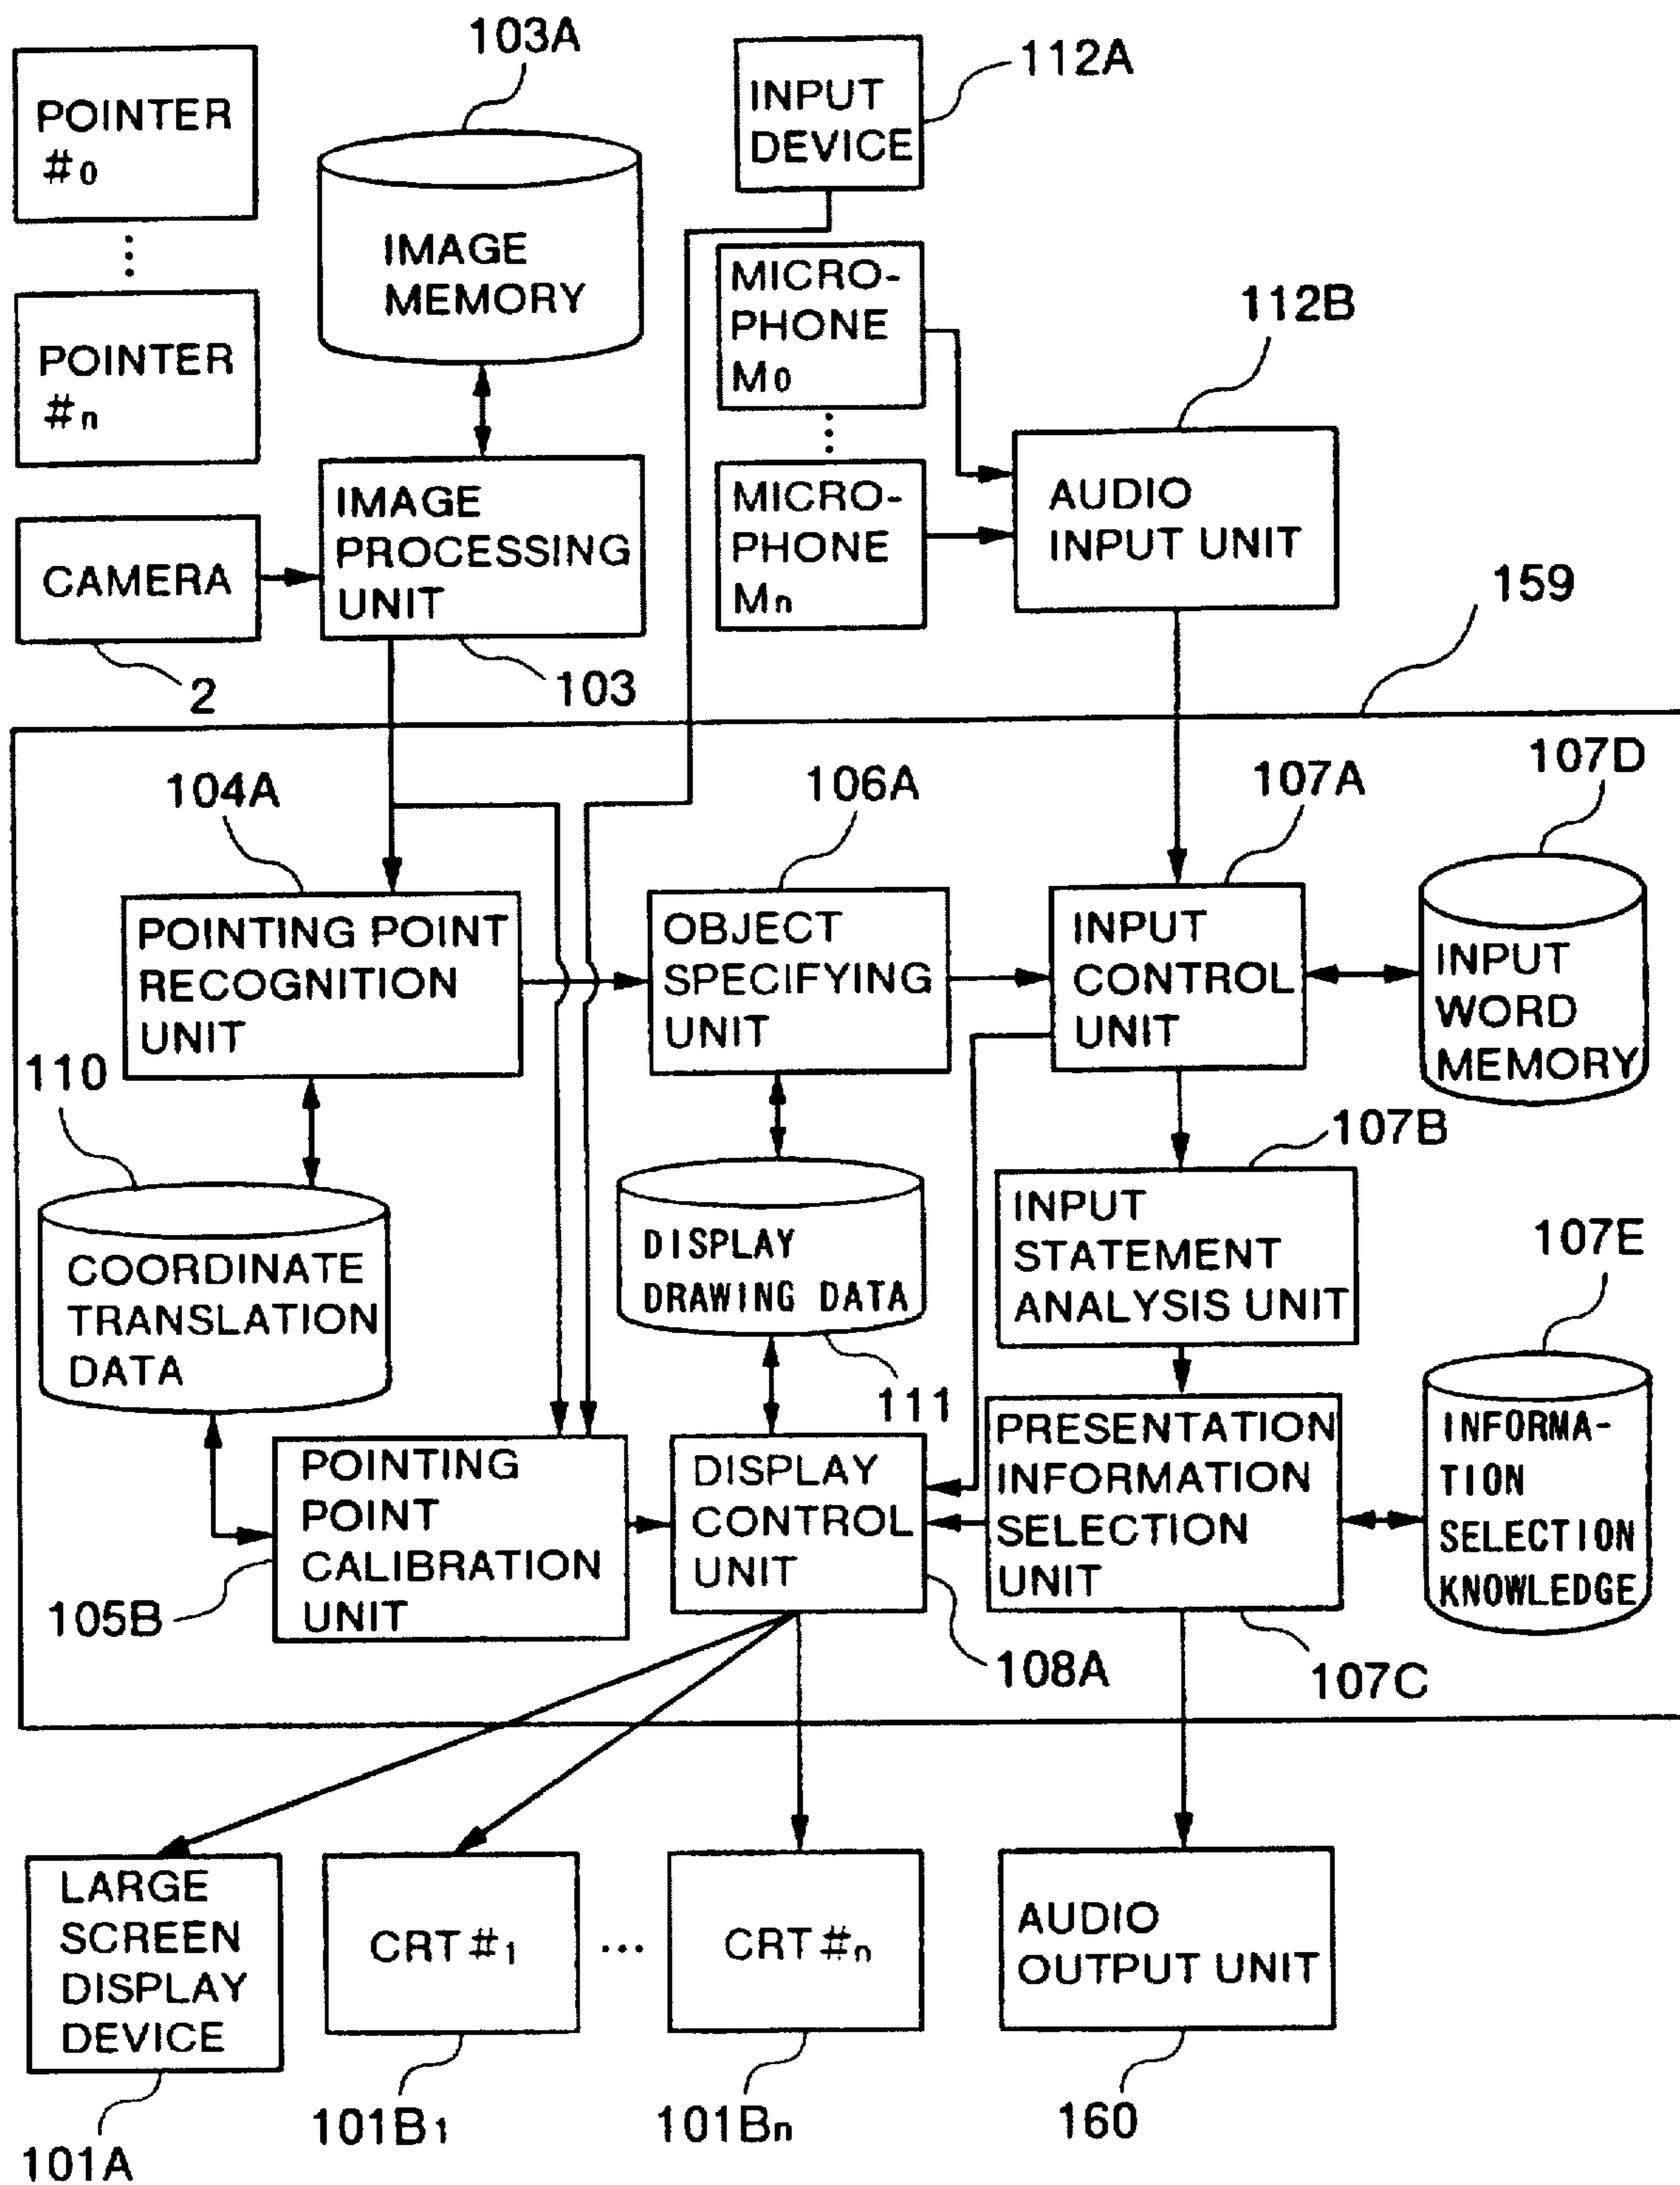 103A
112A
POINTER
#0
INPUT
DEVICE
IMAGE
MEMORY
POINTER
#n
MICRO-
PHONE
M0
112B
MICRO-
PHONE
Mn
AUDIO
INPUT UNIT
CAMERA
IMAGE
PROCESSING
UNIT
159
2
103
104A
106A
107A
107D
POINTING POINT
RECOGNITION
UNIT
OBJECT
SPECIFYING
UNIT
INPUT
CONTROL
UNIT
INPUT
WORD
MEMORY
110
107B
COORDINATE
TRANSLATION
DATA
DISPLAY
DRAWING DATA
INPUT
STATEMENT
ANALYSIS UNIT
107E
111
POINTING
POINT
CALIBRATION
UNIT
DISPLAY
CONTROL
UNIT
PRESENTATION
INFORMATION
SELECTION
UNIT
INFORMA-
TION
SELECTION
KNOWLEDGE
105B
108A
107C
LARGE
SCREEN
DISPLAY
DEVICE
CRT #1
...
CRT #n
AUDIO
OUTPUT UNIT
101A
101B1
101Bn
160